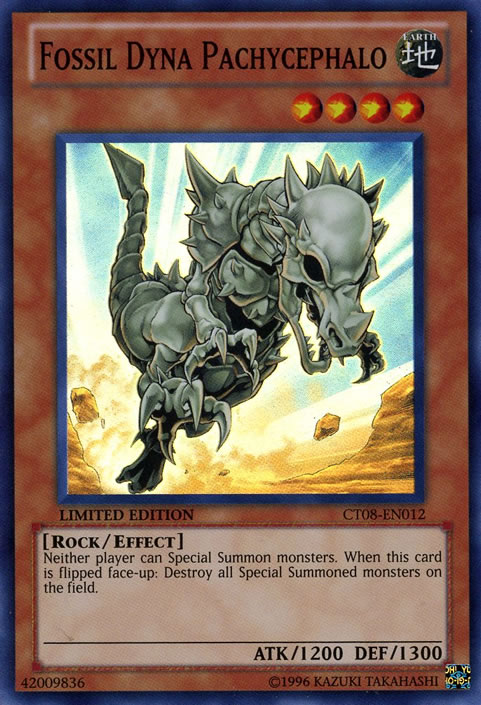 FOSSIL DYNA PACHYCEPHALO
EARTH
地
LIMITED EDITION
CT08-EN012
[ROCK/EFFECT]
Neither player can Special Summon monsters. When this card
is flipped face-up: Destroy all Special Summoned monsters on
the field.
ATK/1200 DEF/1300
42009836
©1996 KAZUKI TAKAHASHI